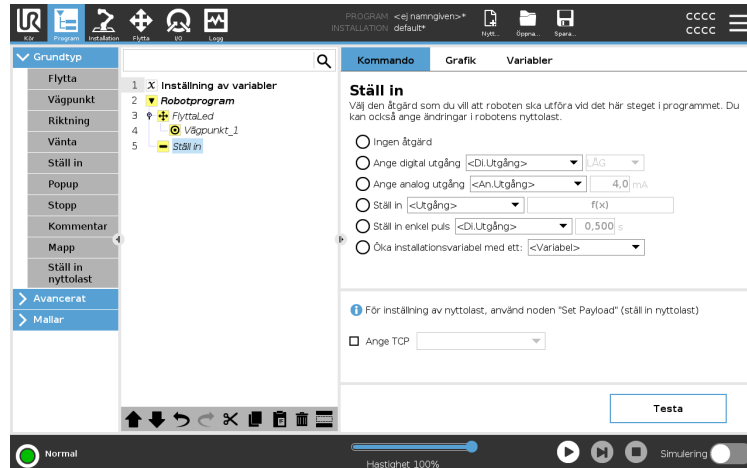 UR
Kör
Program
Installation
Flytta
I/O
Logg
PROGRAM <ej namngiven>*
INSTALLATION default*
Nytt...
Öppna...
Spara...
cccc
cccc
Grundtyp
Flytta
Vägpunkt
Riktning
Vänta
Ställ in
Popup
Stopp
Kommentar
Mapp
Ställ in
nyttolast
Avancerat
Mallar
1 X Inställning av variabler
2 Robotprogram
3 FlyttaLed
4 Vägpunkt_1
5 Ställ in
Kommando
Grafik
Variabler
Ställ in
Välj den åtgärd som du vill att roboten ska utföra vid det här steget i programmet. Du
kan också ange ändringar i robotens nyttolast.
Ingen åtgärd
Ange digital utgång <Di.Utgång> LÅG
Ange analog utgång <An.Utgång> 4,0 mA
Ställ in <Utgång> f(x)
Ställ in enkel puls <Di.Utgång> 0,500 s
Öka installationsvariabel med ett: <Variabel>
För inställning av nyttolast, använd noden "Set Payload" (ställ in nyttolast)
Ange TCP
Testa
Normal
Hastighet 100%
Simulering